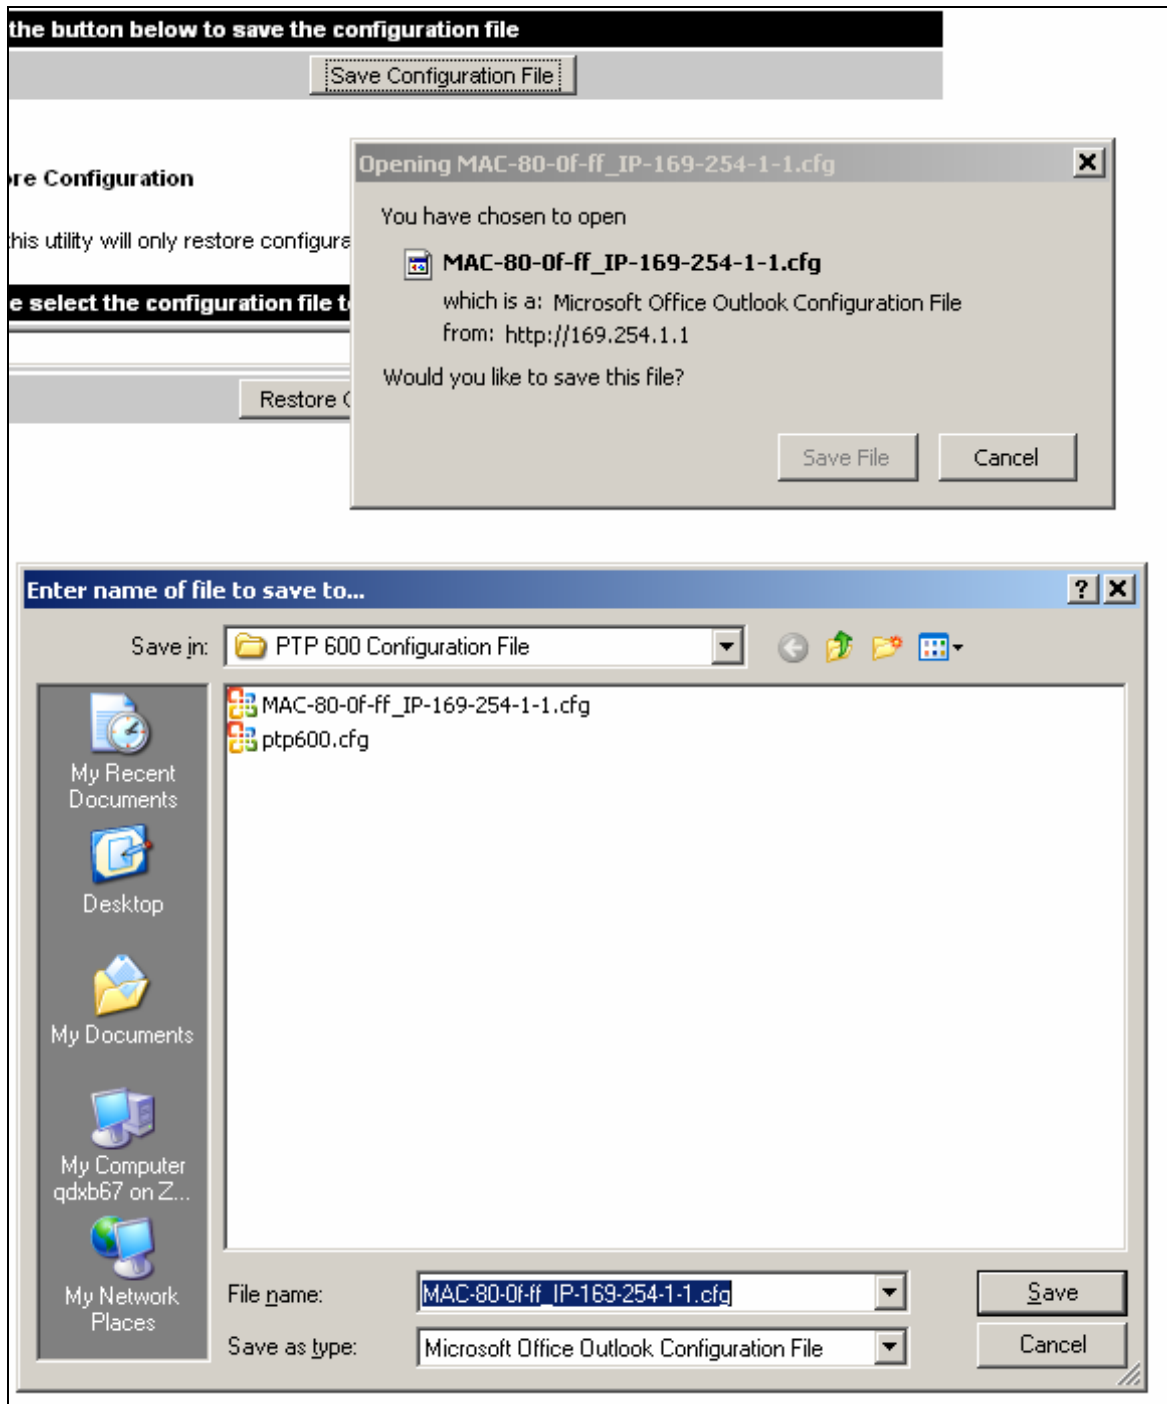 the button below to save the configuration file
Save Configuration File
re Configuration
this utility will only restore configura
e select the configuration file t
Restore
Opening MAC-80-0f-ff_IP-169-254-1-1.cfg
You have chosen to open
MAC-80-0f-ff_IP-169-254-1-1.cfg
which is a: Microsoft Office Outlook Configuration File
from: http://169.254.1.1
Would you like to save this file?
Save File
Cancel
Enter name of file to save to...
Save in:
PTP 600 Configuration File
MAC-80-0f-ff_IP-169-254-1-1.cfg
ptp600.cfg
My Recent
Documents
Desktop
My Documents
My Computer
qdxb67 on Z...
My Network
Places
File name:
MAC-80-0f-ff_IP-169-254-1-1.cfg
Save
Save as type:
Microsoft Office Outlook Configuration File
Cancel